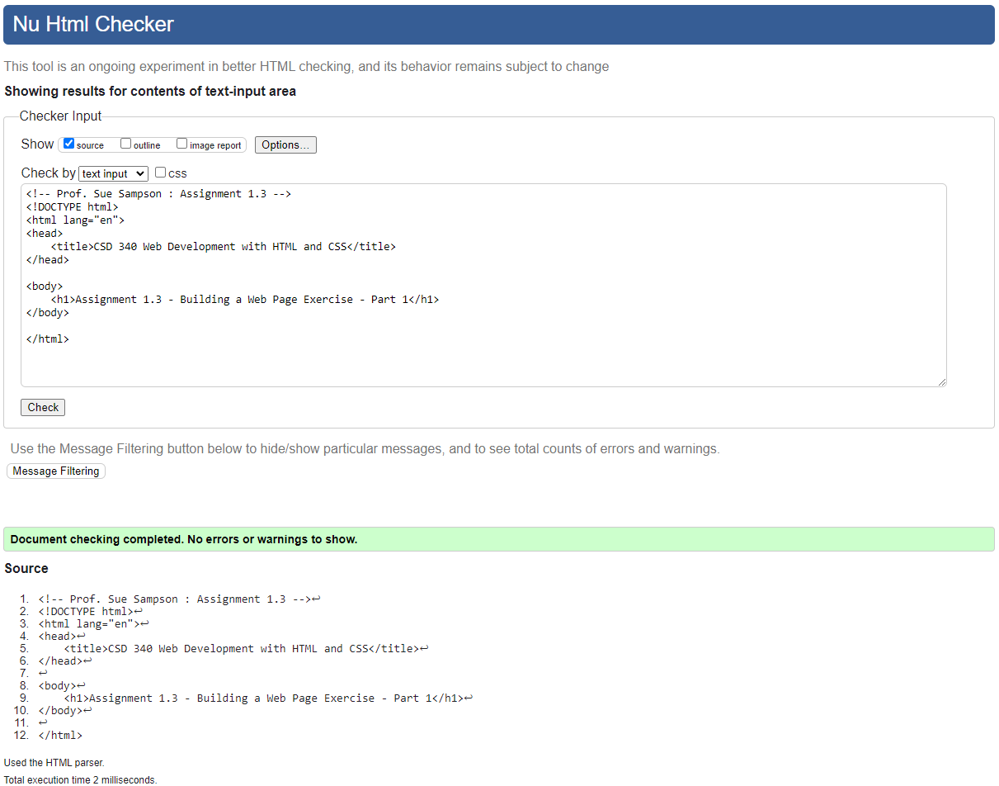 Nu Html Checker
This tool is an ongoing experiment in better HTML checking, and its behavior remains subject to change
Showing results for contents of text-input area
Checker Input
Show source outline image report Options...
Check by text input css
<!-- Prof. Sue Sampson : Assignment 1.3 -->
<!DOCTYPE html>
<html lang="en">
<head>
    <title>CSD 340 Web Development with HTML and CSS</title>
</head>

<body>
    <h1>Assignment 1.3 - Building a Web Page Exercise - Part 1</h1>
</body>

</html>
Check
Use the Message Filtering button below to hide/show particular messages, and to see total counts of errors and warnings.
Message Filtering
Document checking completed. No errors or warnings to show.
Source
1. <!-- Prof. Sue Sampson : Assignment 1.3 -->↩
2. <!DOCTYPE html>↩
3. <html lang="en">↩
4. <head>↩
5.     <title>CSD 340 Web Development with HTML and CSS</title>↩
6. </head>↩
7. ↩
8. <body>↩
9.     <h1>Assignment 1.3 - Building a Web Page Exercise - Part 1</h1>↩
10. </body>↩
11. ↩
12. </html>
Used the HTML parser.
Total execution time 2 milliseconds.